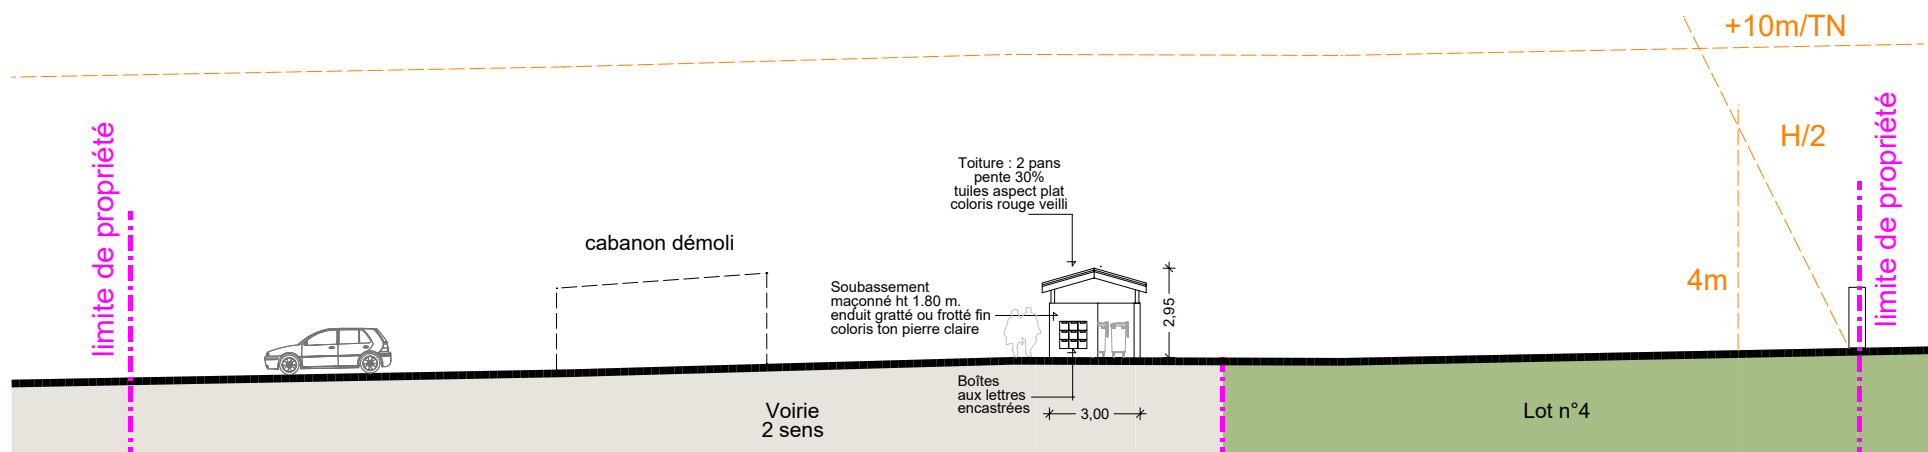 +10m/TN
limite de propriété
limite de propriété
H/2
Toiture : 2 pans
pente 30%
tuiles aspect plat
coloris rouge veilli
cabanon démoli
4m
Soubassement
maçonné ht 1.80 m.
enduit gratté ou frotté fin
coloris ton pierre claire
2,95
Boîtes
aux lettres
encastrées
3,00
Voirie
2 sens
Lot n°4